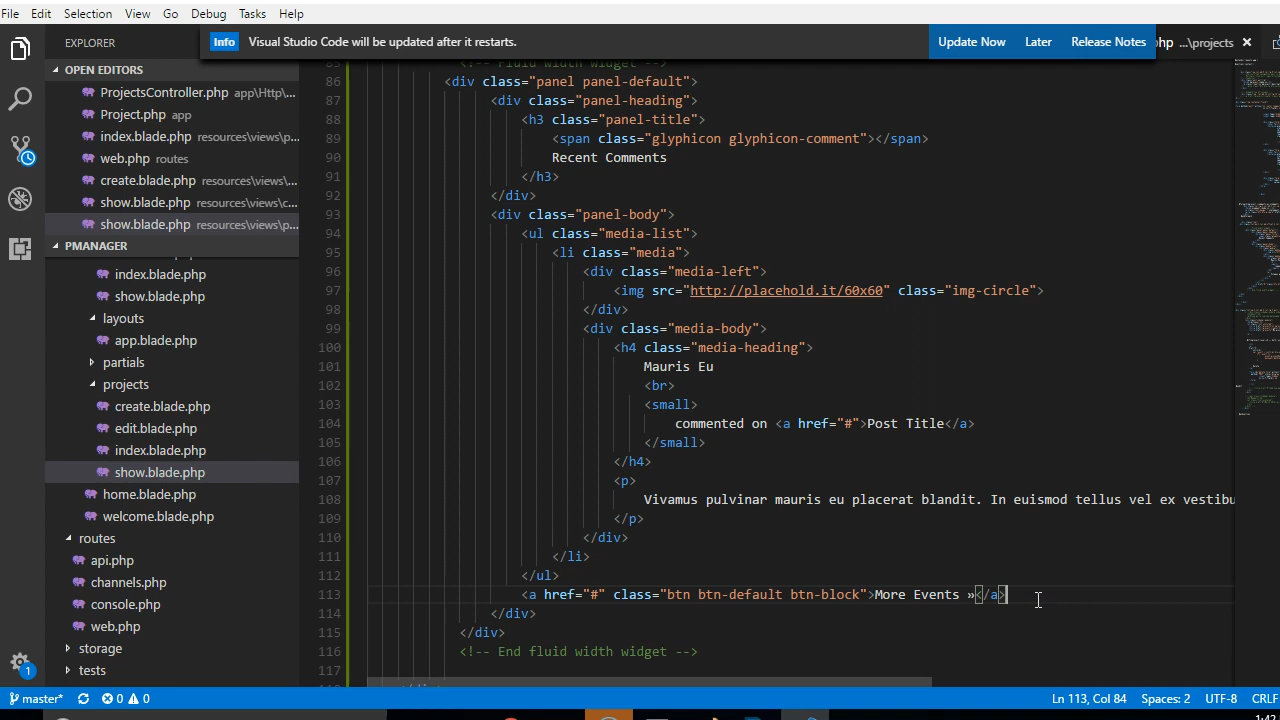 File Edit Selection View Go Debug Tasks Help
EXPLORER
Info Visual Studio Code will be updated after it restarts. Update Now Later Release Notes
php ...\projects ×
OPEN EDITORS
ProjectsController.php app\Http\...
Project.php app
index.blade.php resources\views\p...
web.php routes
create.blade.php resources\views\...
show.blade.php resources\views\c...
show.blade.php resources\views\p...
PMANAGER
index.blade.php
show.blade.php
layouts
app.blade.php
partials
projects
create.blade.php
edit.blade.php
index.blade.php
show.blade.php
home.blade.php
welcome.blade.php
routes
api.php
channels.php
console.php
web.php
storage
tests
85 <!-- Fluid width widget -->
86 <div class="panel panel-default">
87 <div class="panel-heading">
88 <h3 class="panel-title">
89 <span class="glyphicon glyphicon-comment"></span>
90 Recent Comments
91 </h3>
92 </div>
93 <div class="panel-body">
94 <ul class="media-list">
95 <li class="media">
96 <div class="media-left">
97 <img src="http://placehold.it/60x60" class="img-circle">
98 </div>
99 <div class="media-body">
100 <h4 class="media-heading">
101 Mauris Eu
102 <br>
103 <small>
104 commented on <a href="#">Post Title</a>
105 </small>
106 </h4>
107 <p>
108 Vivamus pulvinar mauris eu placerat blandit. In euismod tellus vel ex vestibu
109 </p>
110 </div>
111 </li>
112 </ul>
113 <a href="#" class="btn btn-default btn-block">More Events »</a>
114 </div>
115 </div>
116 <!-- End fluid width widget -->
117
1
master* 0 0 Ln 113, Col 84 Spaces: 2 UTF-8 CRLF